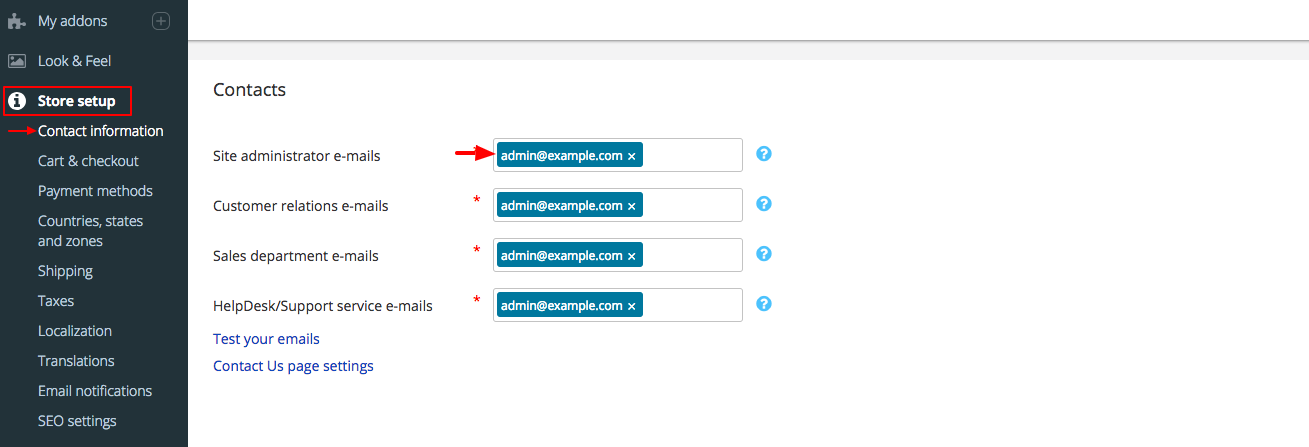 My addons
Look & Feel
Store setup
Contact information
Cart & checkout
Payment methods
Countries, states
and zones
Shipping
Taxes
Localization
Translations
Email notifications
SEO settings
Contacts
Site administrator e-mails * admin@example.com × ?
Customer relations e-mails * admin@example.com × ?
Sales department e-mails * admin@example.com × ?
HelpDesk/Support service e-mails * admin@example.com × ?
Test your emails
Contact Us page settings